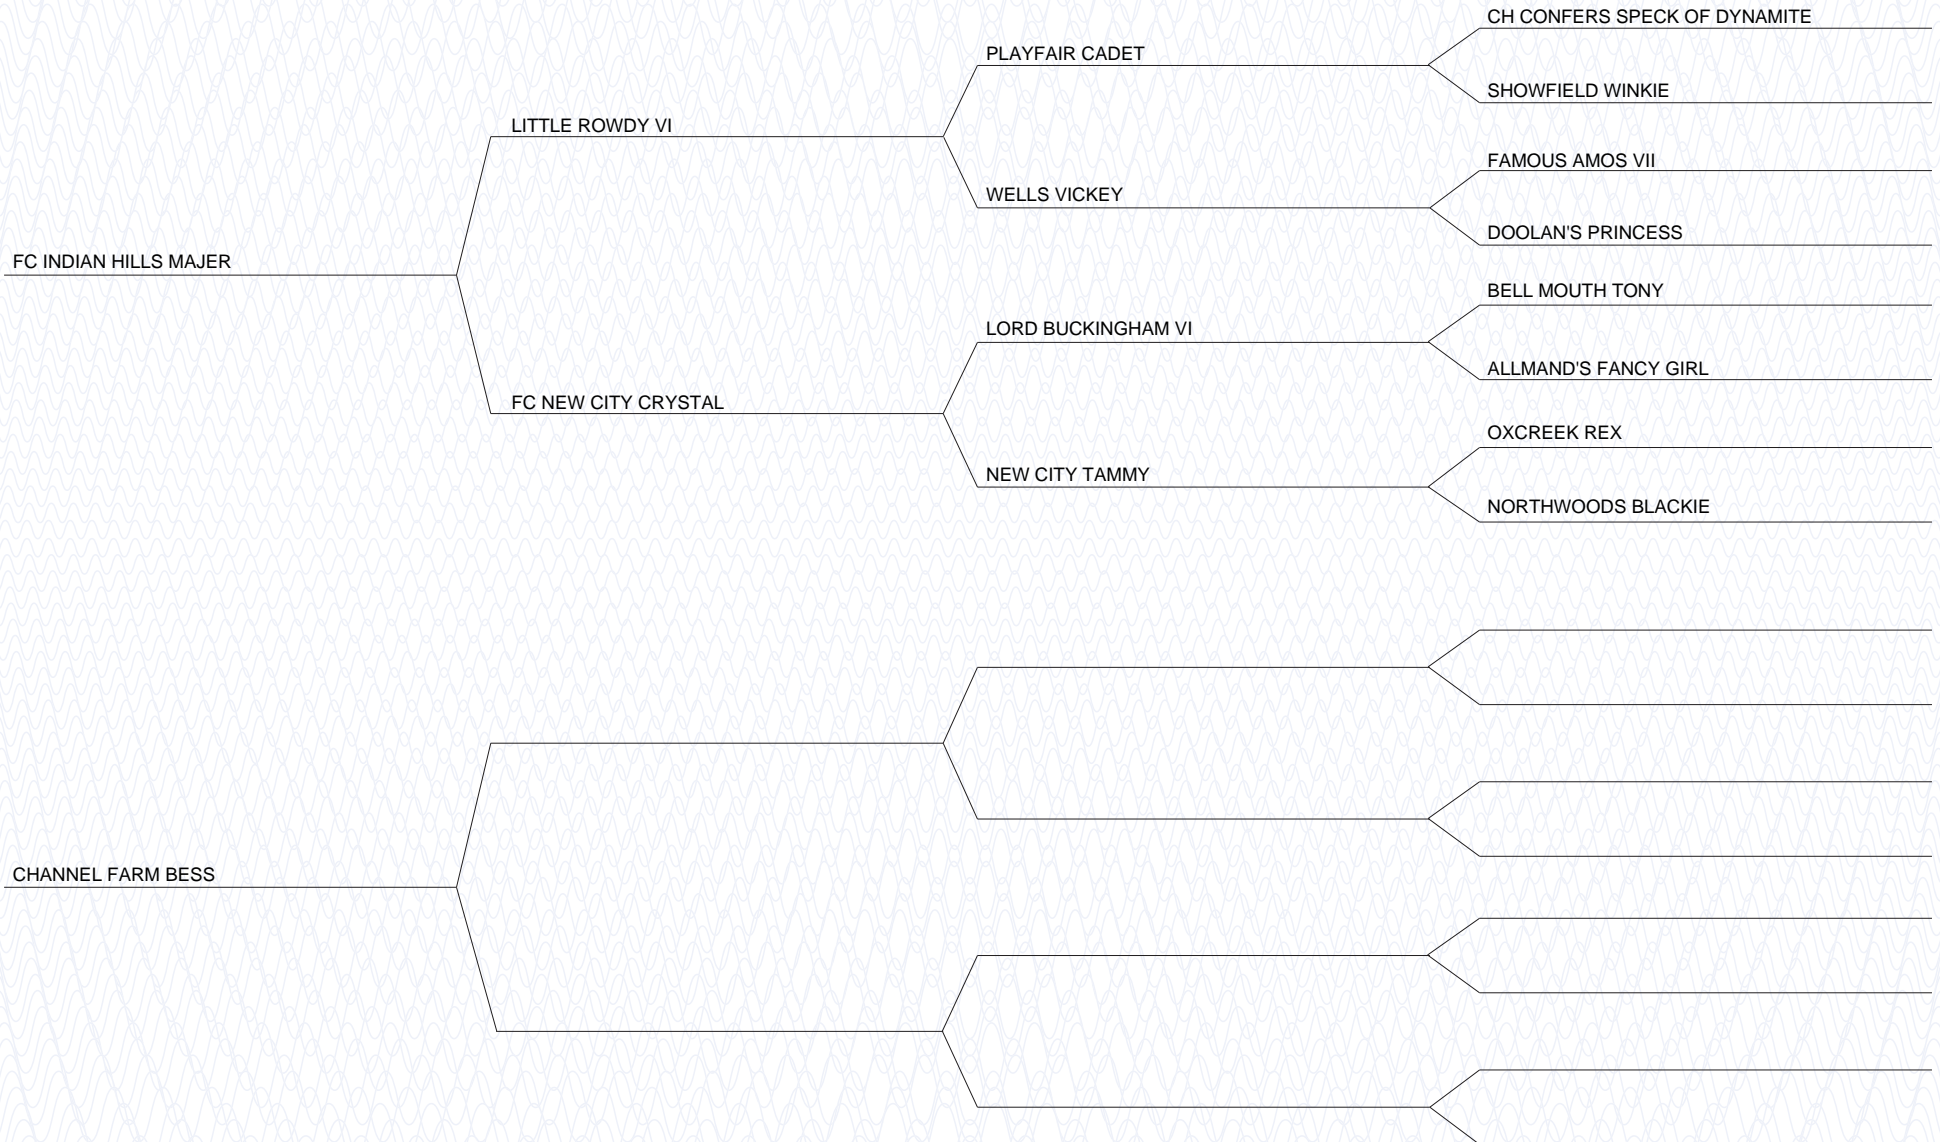 CH CONFERS SPECK OF DYNAMITE
PLAYFAIR CADET
SHOWFIELD WINKIE
LITTLE ROWDY VI
FAMOUS AMOS VII
WELLS VICKEY
DOOLAN'S PRINCESS
FC INDIAN HILLS MAJER
BELL MOUTH TONY
LORD BUCKINGHAM VI
ALLMAND'S FANCY GIRL
FC NEW CITY CRYSTAL
OXCREEK REX
NEW CITY TAMMY
NORTHWOODS BLACKIE
CHANNEL FARM BESS